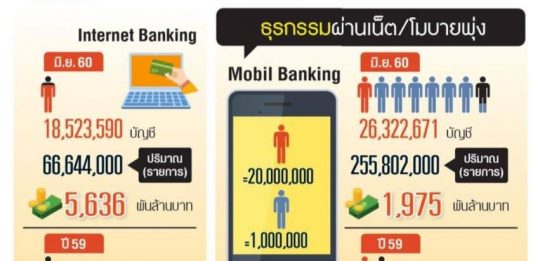 Internet Banking
มิ.ย. 60
18,523,590 บัญชี
66,644,000 ปริมาณ (รายการ)
5,636 พันล้านบาท
ปี 59
ธุรกรรมผ่านเน็ต/โมบายพุ่ง
Mobil Banking
=20,000,000
=1,000,000
มิ.ย. 60
26,322,671 บัญชี
255,802,000 ปริมาณ (รายการ)
1,975 พันล้านบาท
ปี 59